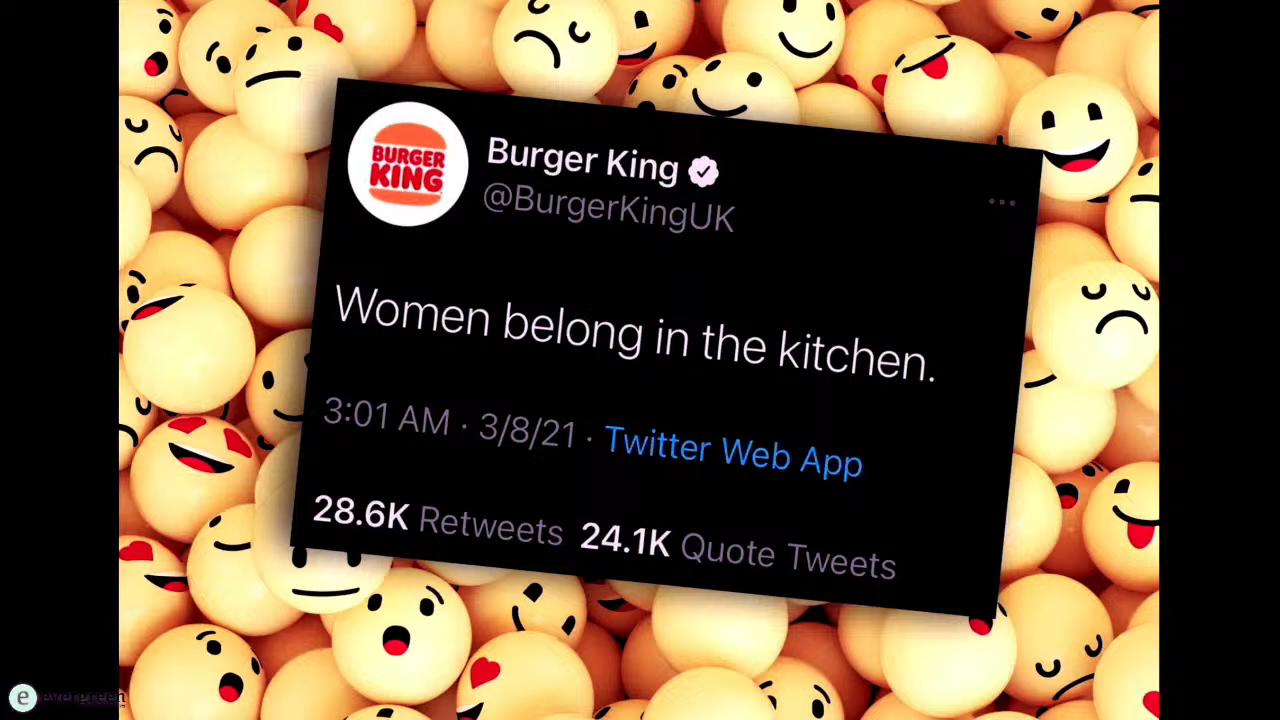 BURGER
KING
Burger King
@BurgerKingUK
Women belong in the kitchen.
3:01 AM · 3/8/21 · Twitter Web App
28.6K Retweets 24.1K Quote Tweets
e evergreen